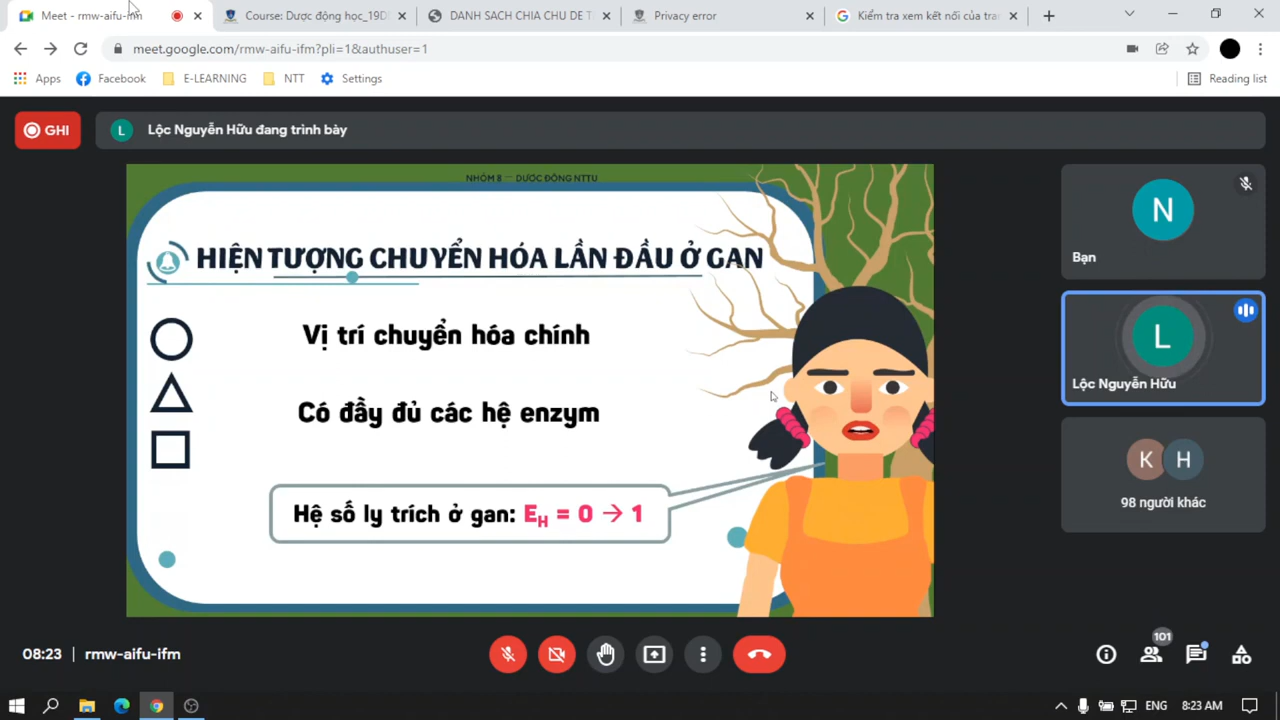 Meet - rmw-aifu-ifm
Course: Dược động học_19D
DANH SACH CHIA CHU DE T
Privacy error
Kiểm tra xem kết nối của tra
meet.google.com/rmw-aifu-ifm?pli=1&authuser=1
Apps
Facebook
E-LEARNING
NTT
Settings
Reading list
GHI
L
Lộc Nguyễn Hữu đang trình bày
NHÓM 8 — DƯỢC ĐỘNG NTTU
HIỆN TƯỢNG CHUYỂN HÓA LẦN ĐẦU Ở GAN
Vị trí chuyển hóa chính
Có đầy đủ các hệ enzym
Hệ số ly trích ở gan: EH = 0 → 1
N
Bạn
L
Lộc Nguyễn Hữu
K
H
98 người khác
08:23 | rmw-aifu-ifm
101
ENG
8:23 AM